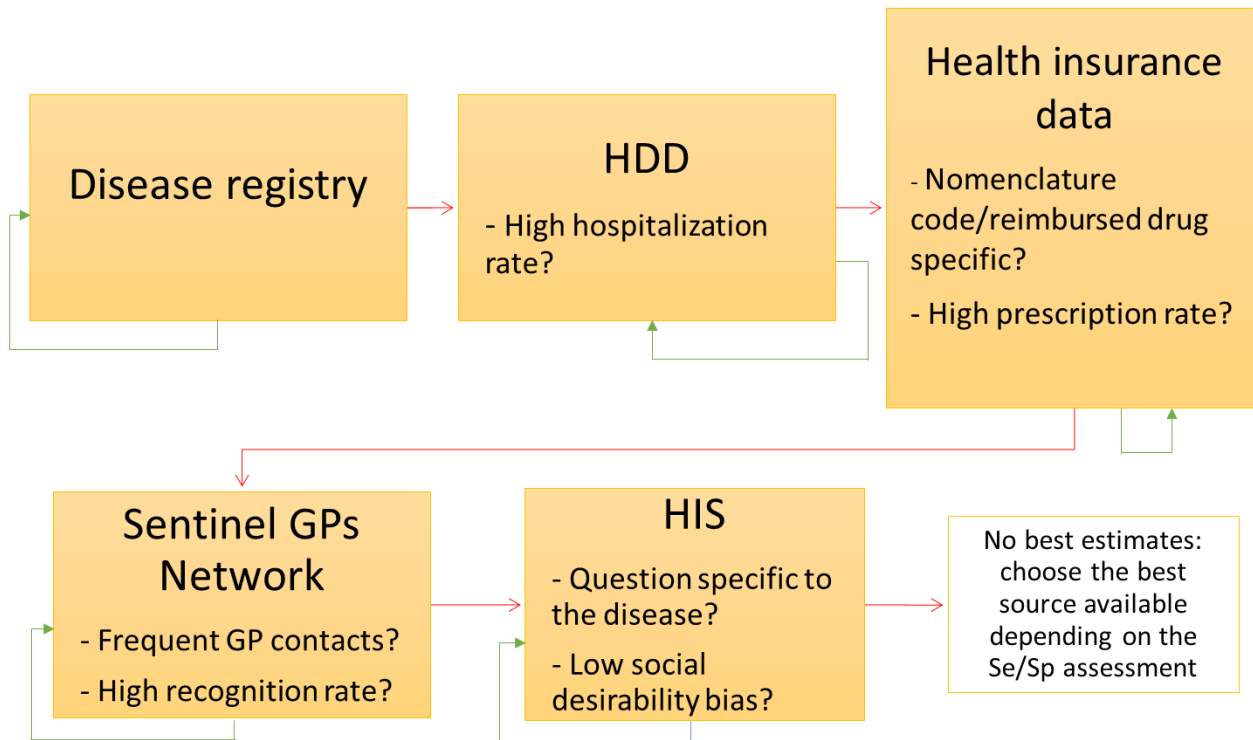 Disease registry
HDD
- High hospitalization
rate?
Health insurance
data
- Nomenclature
code/reimbursed drug
specific?
- High prescription rate?
Sentinel GPs
Network
- Frequent GP contacts?
- High recognition rate?
HIS
- Question specific to
the disease?
- Low social
desirability bias?
No best estimates:
choose the best
source available
depending on the
Se/Sp assessment